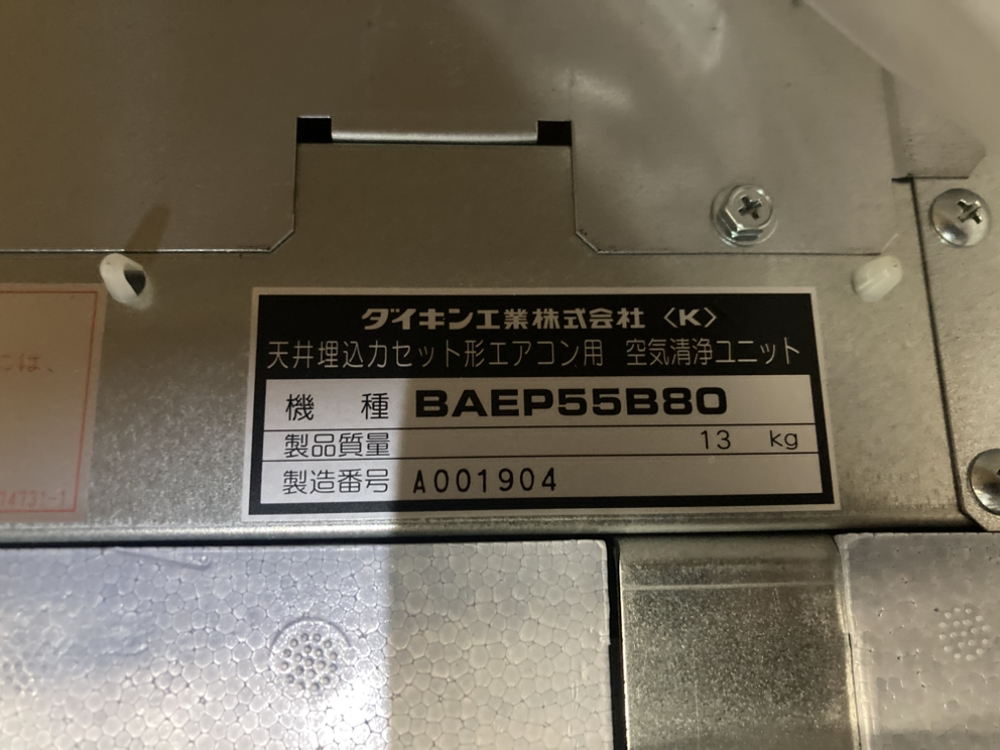 ダイキン工業株式会社 〈K〉
天井埋込カセット形エアコン用 空気清浄ユニット
機 種 BAEP55B80
製品質量 13 kg
製造番号 A001904
には、
74731-1